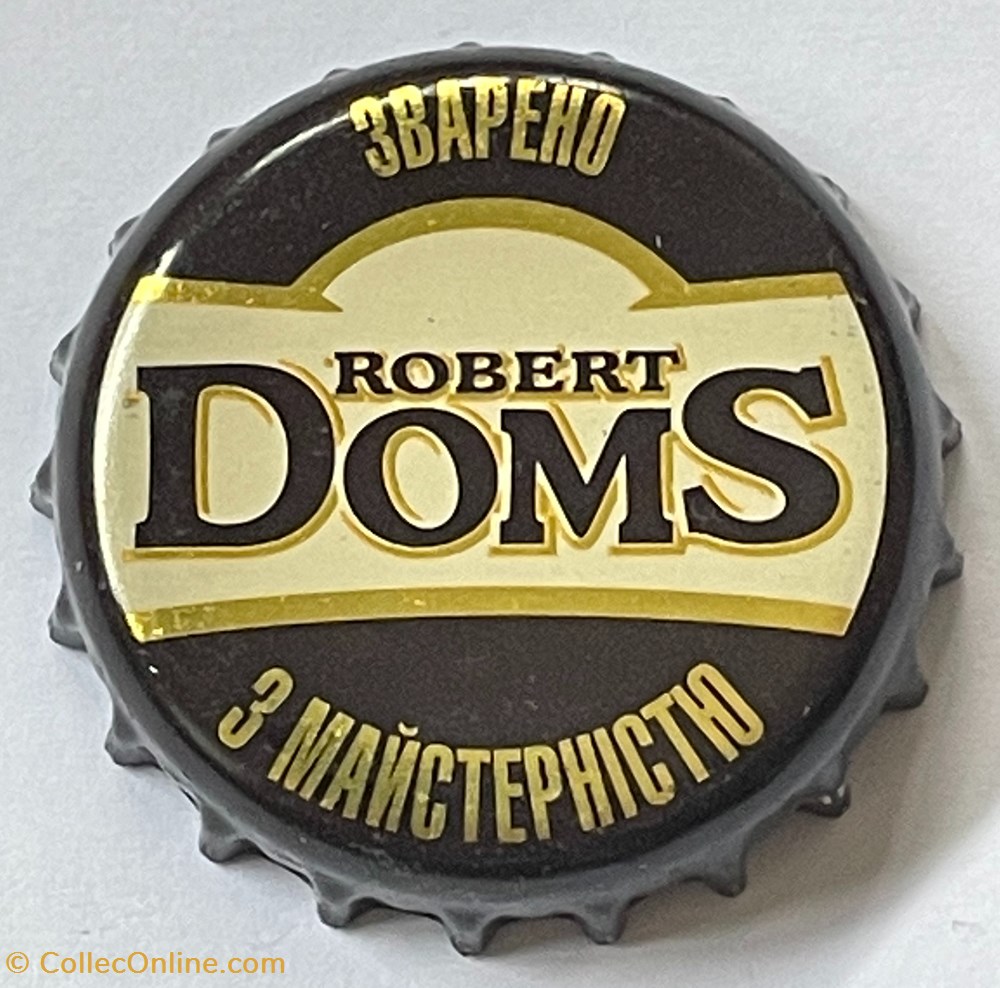 ЗВАРЕНО
ROBERT
DOMS
З МАЙСТЕРНІСТЮ
© CollecOnline.com